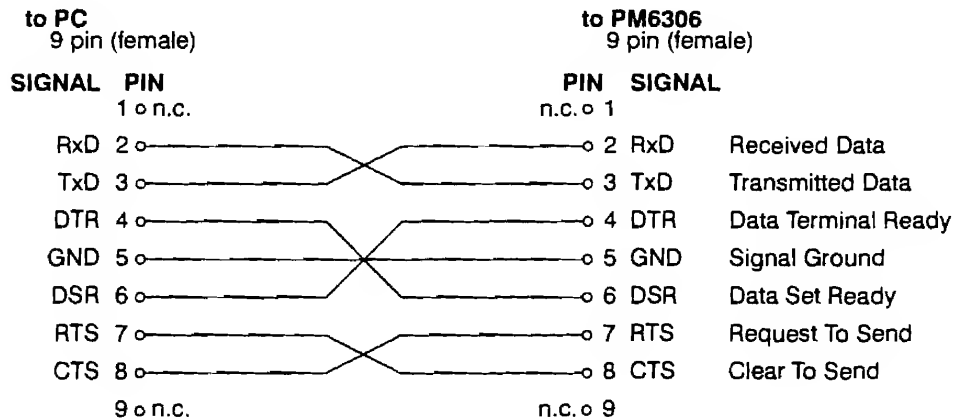 to PC to PM6306
9 pin (female) 9 pin (female)
SIGNAL PIN PIN SIGNAL
1 n.c. n.c. 1
RxD 2 2 RxD Received Data
TxD 3 3 TxD Transmitted Data
DTR 4 4 DTR Data Terminal Ready
GND 5 5 GND Signal Ground
DSR 6 6 DSR Data Set Ready
RTS 7 7 RTS Request To Send
CTS 8 8 CTS Clear To Send
9 n.c. n.c. 9